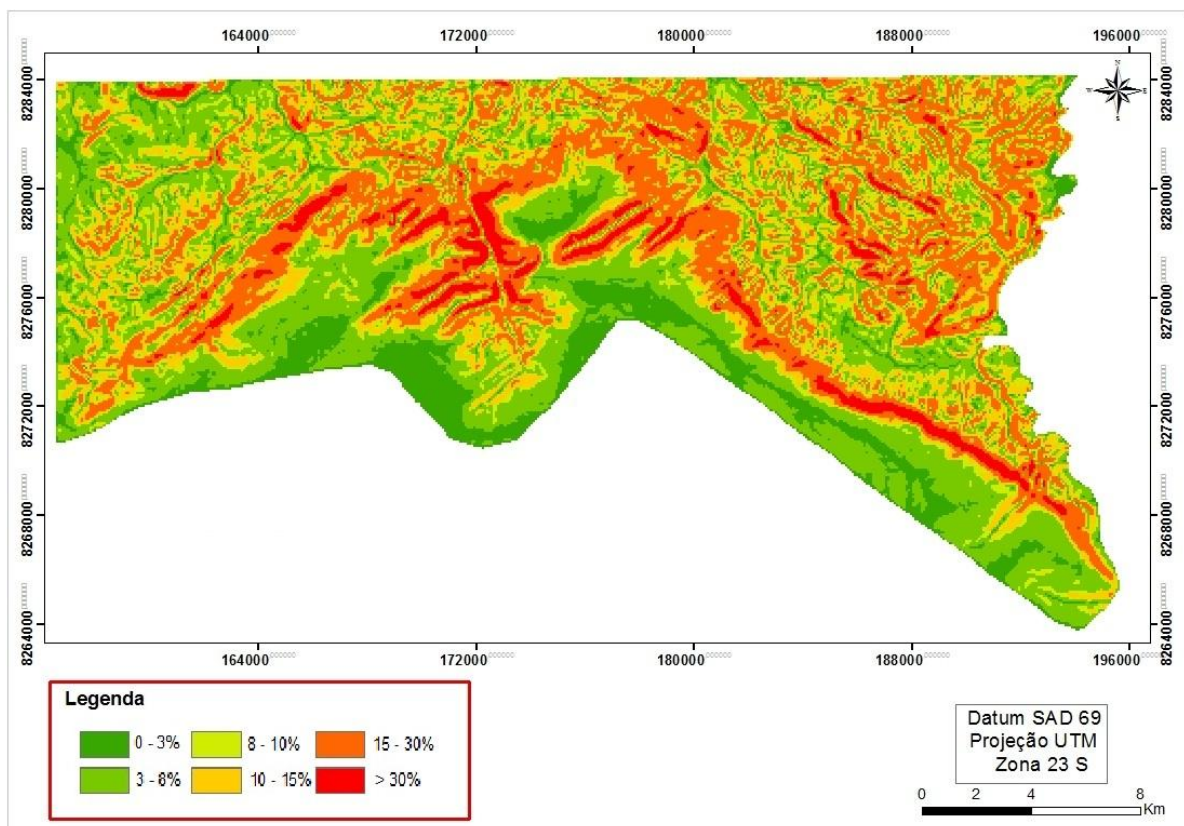 164000 172000 180000 188000 196000
8284000 8284000
8280000 8280000
8276000 8276000
8272000 8272000
8268000 8268000
8264000 8264000
164000 172000 180000 188000 196000
N
S
Legenda
0 - 3% 8 - 10% 15 - 30%
3 - 8% 10 - 15% > 30%
Datum SAD 69
Projeção UTM
Zona 23 S
0 2 4 8
Km